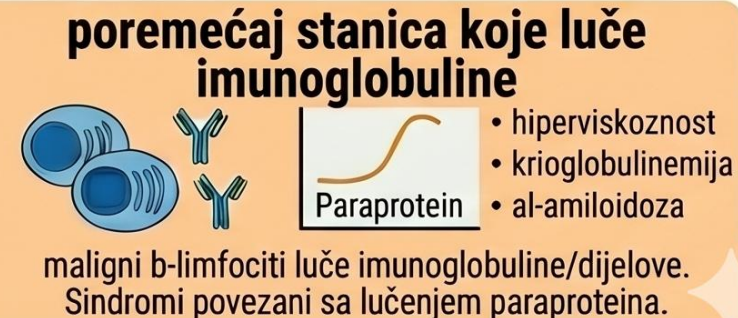 poremećaj stanica koje luče
imunoglobuline
Paraprotein
• hiperviskoznost
• krioglobulinemija
• al-amiloidoza
maligni b-limfociti luče imunoglobuline/dijelove.
Sindromi povezani sa lučenjem paraproteina.